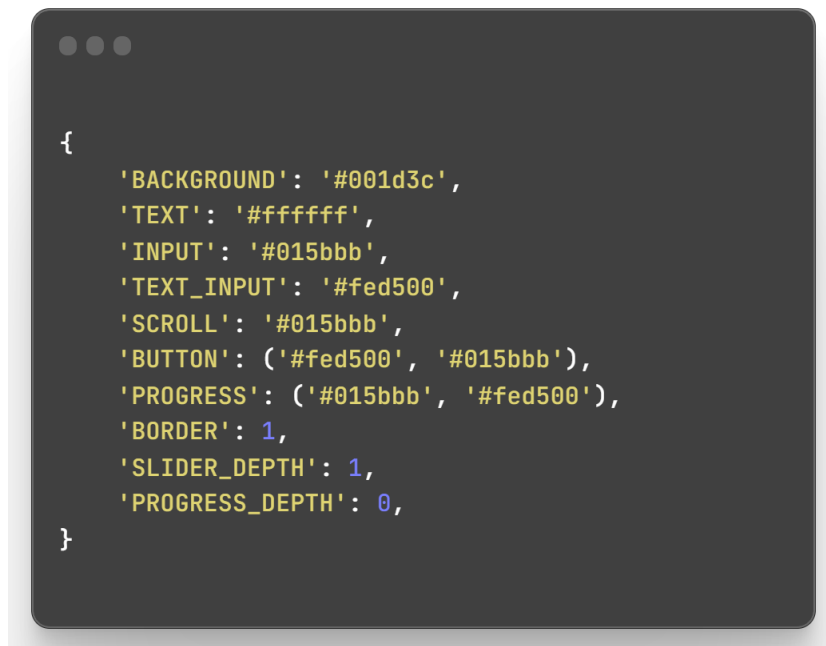 {
    'BACKGROUND': '#001d3c',
    'TEXT': '#ffffff',
    'INPUT': '#015bbb',
    'TEXT_INPUT': '#fed500',
    'SCROLL': '#015bbb',
    'BUTTON': ('#fed500', '#015bbb'),
    'PROGRESS': ('#015bbb', '#fed500'),
    'BORDER': 1,
    'SLIDER_DEPTH': 1,
    'PROGRESS_DEPTH': 0,
}